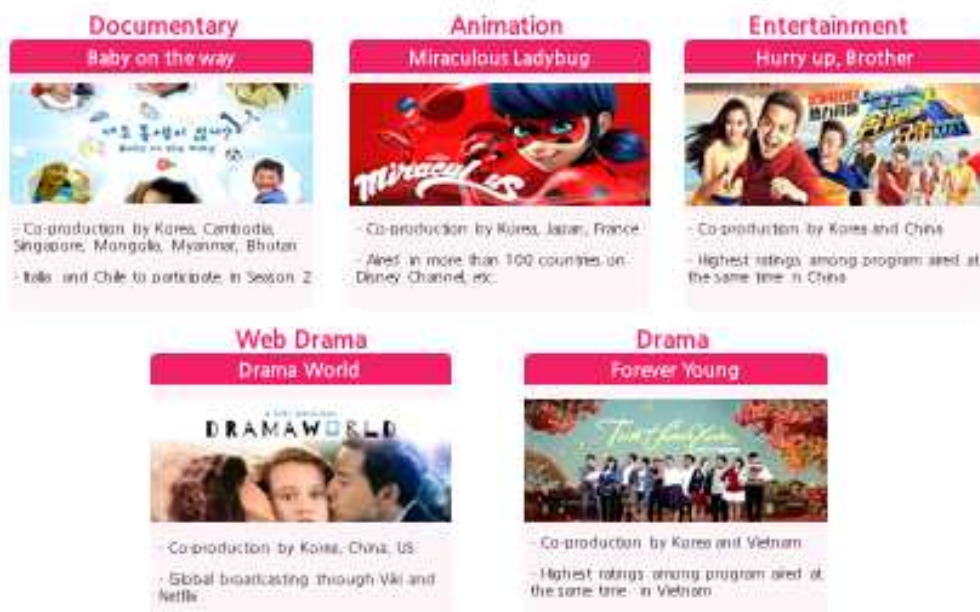 Documentary
Baby on the way
Baby on the Way
- Co-production by Korea, Cambodia,
Singapore, Mongolia, Myanmar, Bhutan
- Italia and Chile to participate in Season 2
Animation
Miraculous Ladybug
Miraculous
- Co-production by Korea, Japan, France
- Aired in more than 100 countries on
Disney Channel, etc.
Entertainment
Hurry up, Brother
- Co-production by Korea and China
- Highest ratings among program aired at
the same time in China
Web Drama
Drama World
DRAMAWORLD
- Co-production by Korea, China, US
- Global broadcasting through Viki and
Netflix
Drama
Forever Young
- Co-production by Korea and Vietnam
- Highest ratings among program aired at
the same time in Vietnam